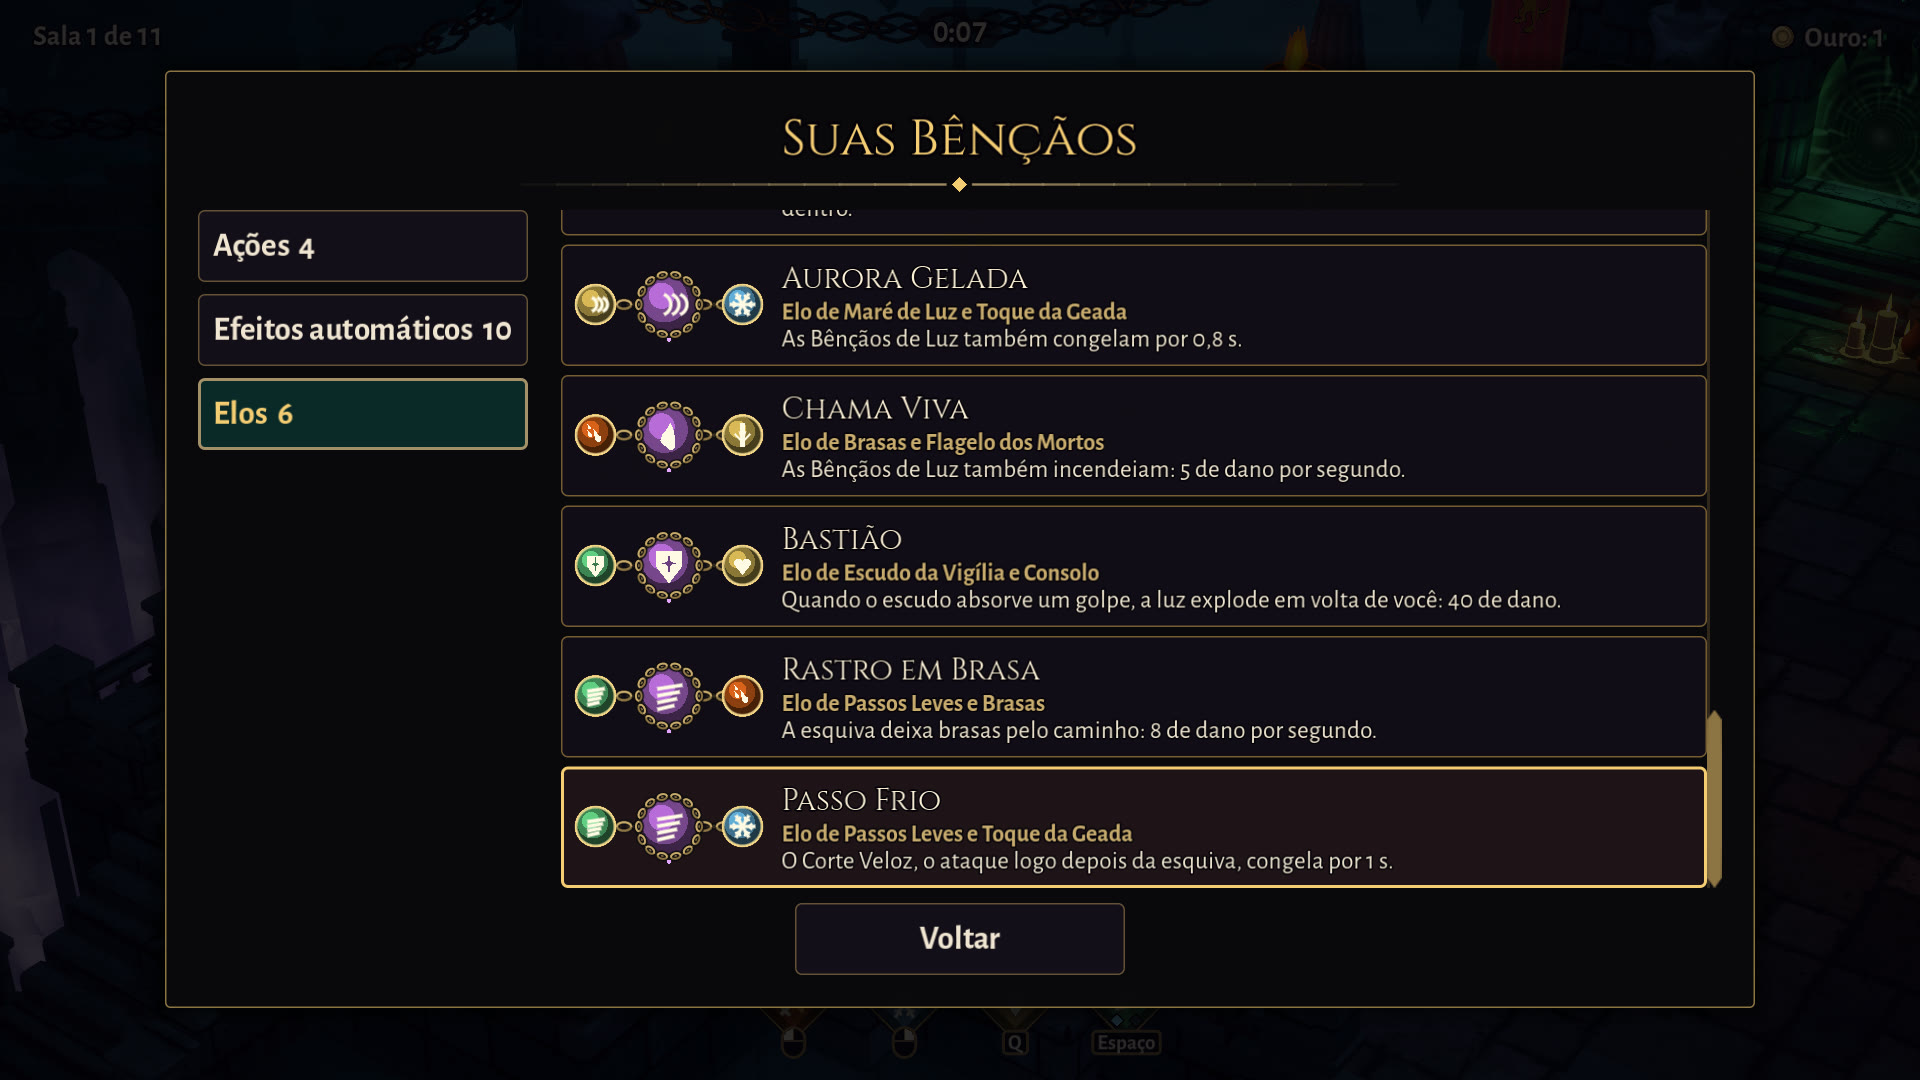 Sala 1 de 11
0:07
Ouro: 1
Suas Bênçãos
Ações 4
Efeitos automáticos 10
Elos 6
dentro.
Aurora Gelada
Elo de Maré de Luz e Toque da Geada
As Bênçãos de Luz também congelam por 0,8 s.
Chama Viva
Elo de Brasas e Flagelo dos Mortos
As Bênçãos de Luz também incendeiam: 5 de dano por segundo.
Bastião
Elo de Escudo da Vigília e Consolo
Quando o escudo absorve um golpe, a luz explode em volta de você: 40 de dano.
Rastro em Brasa
Elo de Passos Leves e Brasas
A esquiva deixa brasas pelo caminho: 8 de dano por segundo.
Passo Frio
Elo de Passos Leves e Toque da Geada
O Corte Veloz, o ataque logo depois da esquiva, congela por 1 s.
Voltar
Q
Espaço